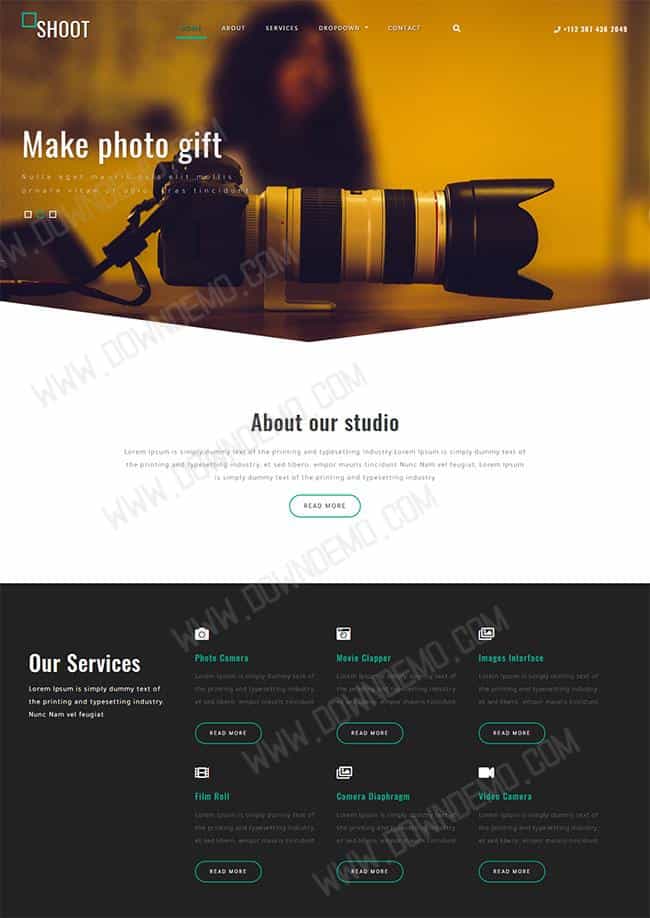 SHOOT
HOME ABOUT SERVICES DROPDOWN CONTACT +112 367 436 7849
Make photo gift
Nulla eget mauris quis elit mollis
ornare vitae ut odio. Cras tincidunt
About our studio
Lorem Ipsum is simply dummy text of the printing and typesetting industry.Lorem Ipsum is simply dummy text of
the printing and typesetting industry. et sed libero, empor mauris tincidunt Nunc Nam vel feugiat. Lorem Ipsum
is simply dummy text of the printing and typesetting industry
READ MORE
Our Services
Lorem Ipsum is simply dummy text of
the printing and typesetting industry.
Nunc Nam vel feugiat
Photo Camera
Lorem Ipsum is simply dummy text of
the printing and typesetting industry.
et sed libero, empor mauris tincidunt
READ MORE
Movie Clapper
Lorem Ipsum is simply dummy text of
the printing and typesetting industry.
et sed libero, empor mauris tincidunt
READ MORE
Images Interface
Lorem Ipsum is simply dummy text of
the printing and typesetting industry.
et sed libero, empor mauris tincidunt
READ MORE
Film Roll
Lorem Ipsum is simply dummy text of
the printing and typesetting industry.
et sed libero, empor mauris tincidunt
READ MORE
Camera Diaphragm
Lorem Ipsum is simply dummy text of
the printing and typesetting industry.
et sed libero, empor mauris tincidunt
READ MORE
Video Camera
Lorem Ipsum is simply dummy text of
the printing and typesetting industry.
et sed libero, empor mauris tincidunt
READ MORE
WWW.DOWNDEMO.COM
WWW.DOWNDEMO.COM
WWW.DOWNDEMO.COM
WWW.DOWNDEMO.COM
WWW.DOWNDEMO.COM
WWW.DOWNDEMO.COM